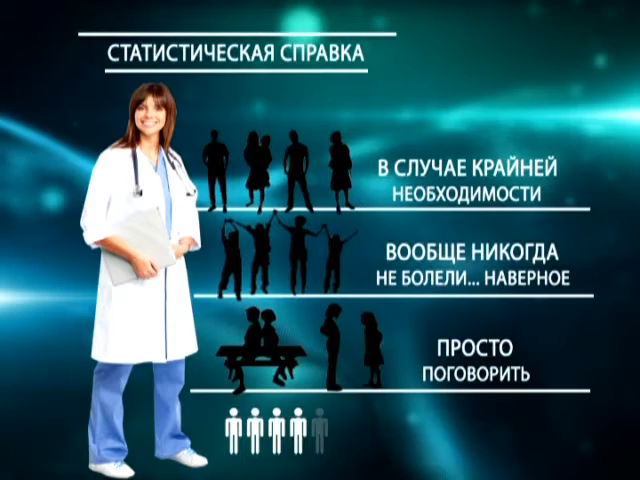 СТАТИСТИЧЕСКАЯ СПРАВКА
В СЛУЧАЕ КРАЙНЕЙ
НЕОБХОДИМОСТИ
ВООБЩЕ НИКОГДА
НЕ БОЛЕЛИ... НАВЕРНОЕ
ПРОСТО
ПОГОВОРИТЬ